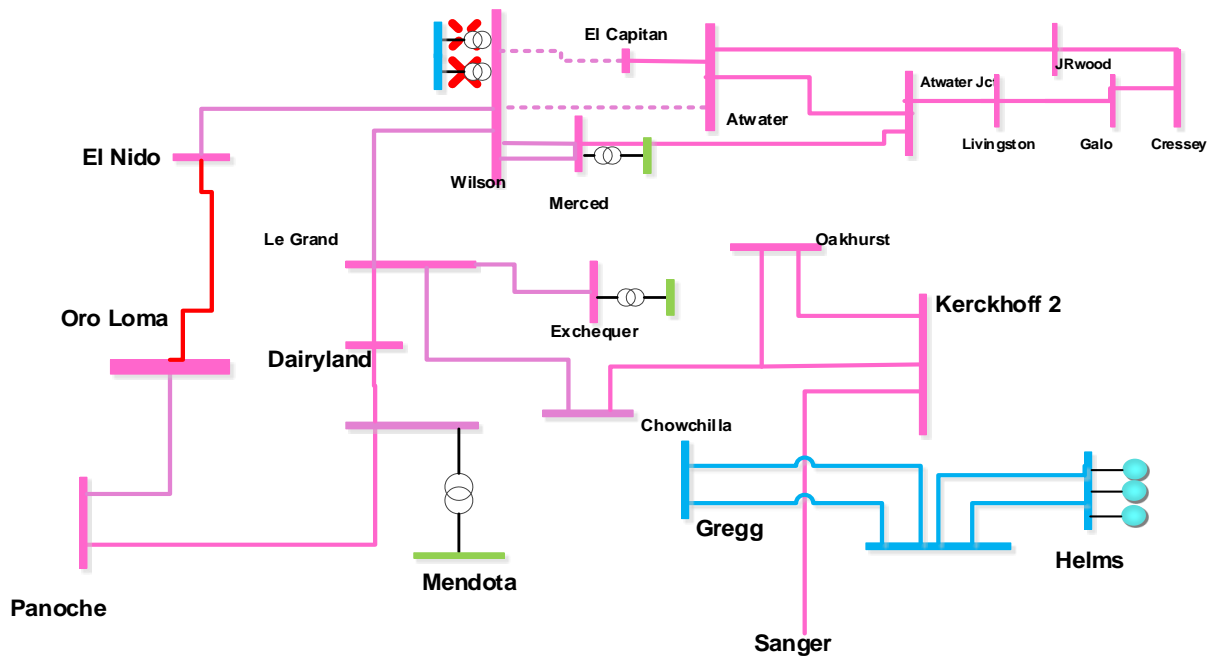 El Capitan
JRwood
Atwater Jct
Atwater
Livingston
Galo
Cressey
El Nido
Wilson
Merced
Le Grand
Oakhurst
Oro Loma
Kerckhoff 2
Exchequer
Dairyland
Chowchilla
Gregg
Helms
Mendota
Panoche
Sanger